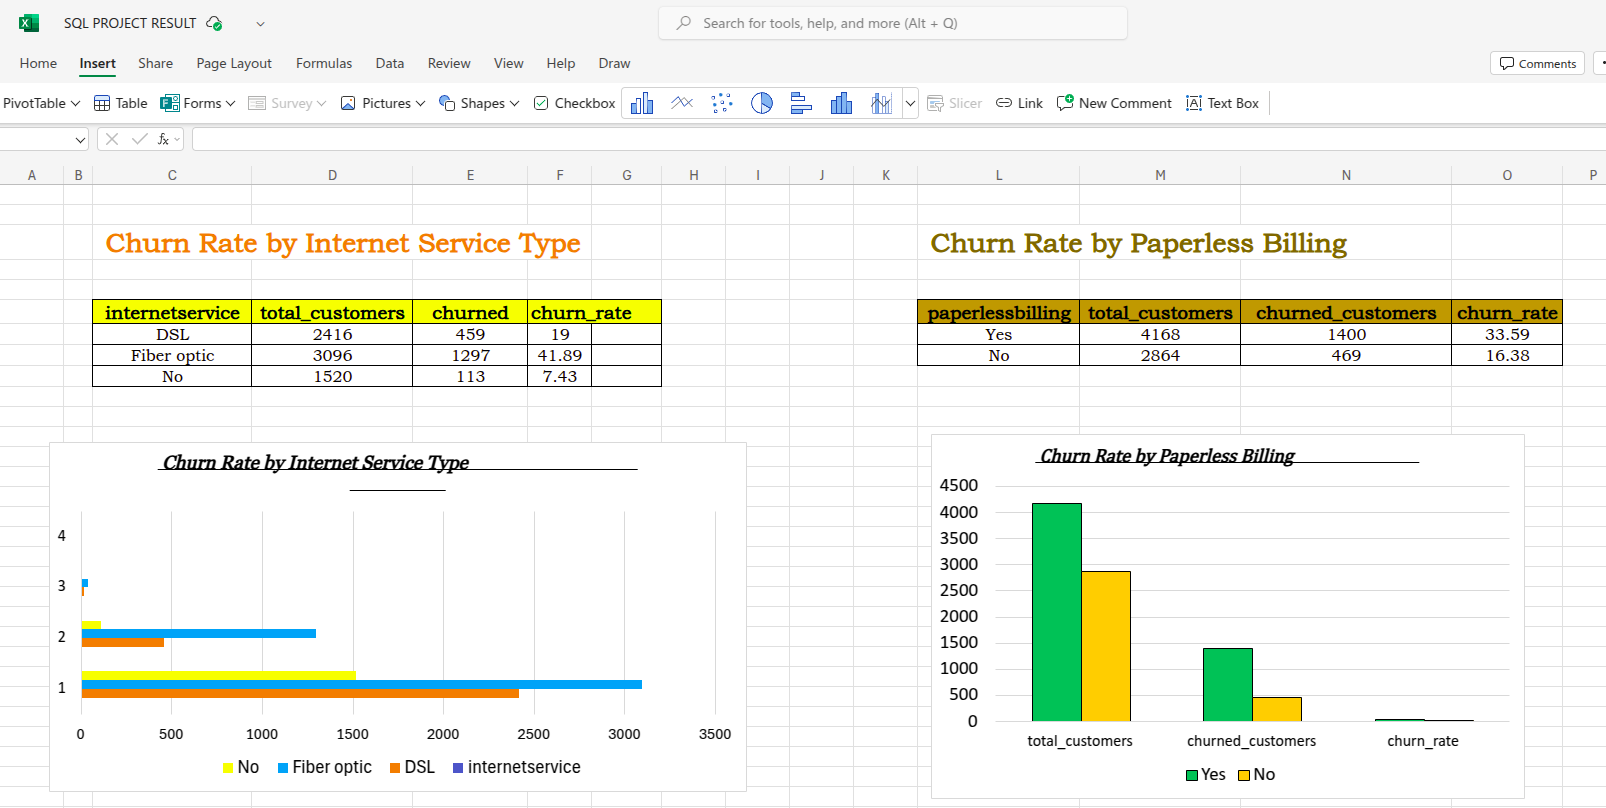 SQL PROJECT RESULT
Search for tools, help, and more (Alt + Q)
Home Insert Share Page Layout Formulas Data Review View Help Draw Comments
PivotTable Table Forms Survey Pictures Shapes Checkbox Slicer Link New Comment Text Box
fx
A B C D E F G H I J K L M N O P
Churn Rate by Internet Service Type
internetservice total_customers churned churn_rate
DSL 2416 459 19
Fiber optic 3096 1297 41.89
No 1520 113 7.43
Churn Rate by Paperless Billing
paperlessbilling total_customers churned_customers churn_rate
Yes 4168 1400 33.59
No 2864 469 16.38
Churn Rate by Internet Service Type
4
3
2
1
0 500 1000 1500 2000 2500 3000 3500
No Fiber optic DSL internetservice
Churn Rate by Paperless Billing
4500
4000
3500
3000
2500
2000
1500
1000
500
0
total_customers churned_customers churn_rate
Yes No